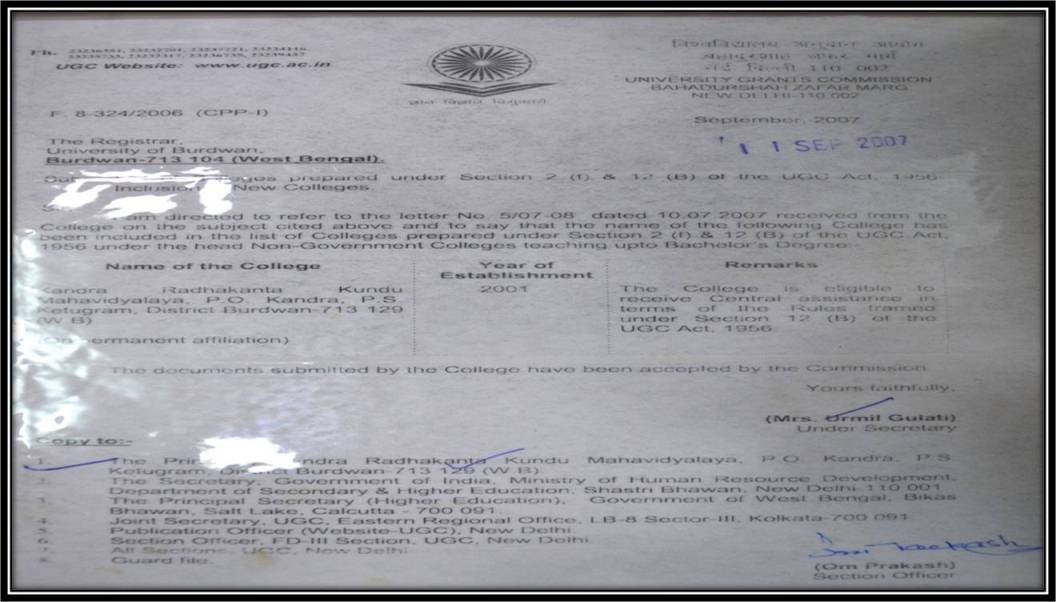 Ph.
UGC Website: www.ugc.ac.in
विश्वविद्यालय अनुदान आयोग
बहादुरशाह जफर मार्ग
नई दिल्ली-110 002
UNIVERSITY GRANTS COMMISSION
BAHADURSHAH ZAFAR MARG
NEW DELHI-110 002
ज्ञान विज्ञान विमुक्तये
F. 8-324/2006 (CPP-I)
September, 2007
11 SEP 2007
The Registrar,
University of Burdwan,
Burdwan-713 104 (West Bengal).
prepared under Section 2 (f) & 12 (B) of the UGC Act, 1956-
New Colleges.
am directed to refer to the letter No. 5/07-08 dated 10.07.2007 received from the
College on the subject cited above and to say that the name of the following College has
been included in the list of Colleges prepared under Section 2 (f) & 12 (B) of the UGC Act,
1956 under the head Non-Government Colleges teaching upto Bachelor's Degree:-
Name of the College
Year of
Establishment
Remarks
Kandra Radhakanta Kundu
Mahavidyalaya, P.O. Kandra, P.S.
Ketugram, District Burdwan-713 129
(W B)
permanent affiliation)
2001
The College is eligible to
receive Central assistance in
terms of the Rules framed
under Section 12 (B) of the
UGC Act, 1956
The documents submitted by the College have been accepted by the Commission
Yours faithfully,
(Mrs. Urmil Gulati)
Under Secretary
Copy to:-
1. The Radhakanta Kundu Mahavidyalaya, P.O. Kandra, P.S
Ketugram, District Burdwan-713 129 (W B).
The Secretary, Government of India, Ministry of Human Resource Development,
Department of Secondary & Higher Education, Shastri Bhawan, New Delhi-110 001
The Principal Secretary (Higher Education), Government of West Bengal, Bikas
Bhawan, Salt Lake, Calcutta - 700 091.
4. Joint Secretary, UGC, Eastern Regional Office, LB-8 Sector-III, Kolkata-700 091
5. Publication Officer (Website-UGC), New Delhi.
6. Section Officer, FD-III Section, UGC, New Delhi
7. All Sections, UGC, New Delhi
8. Guard file.
Om Prakash
(Om Prakash)
Section Officer